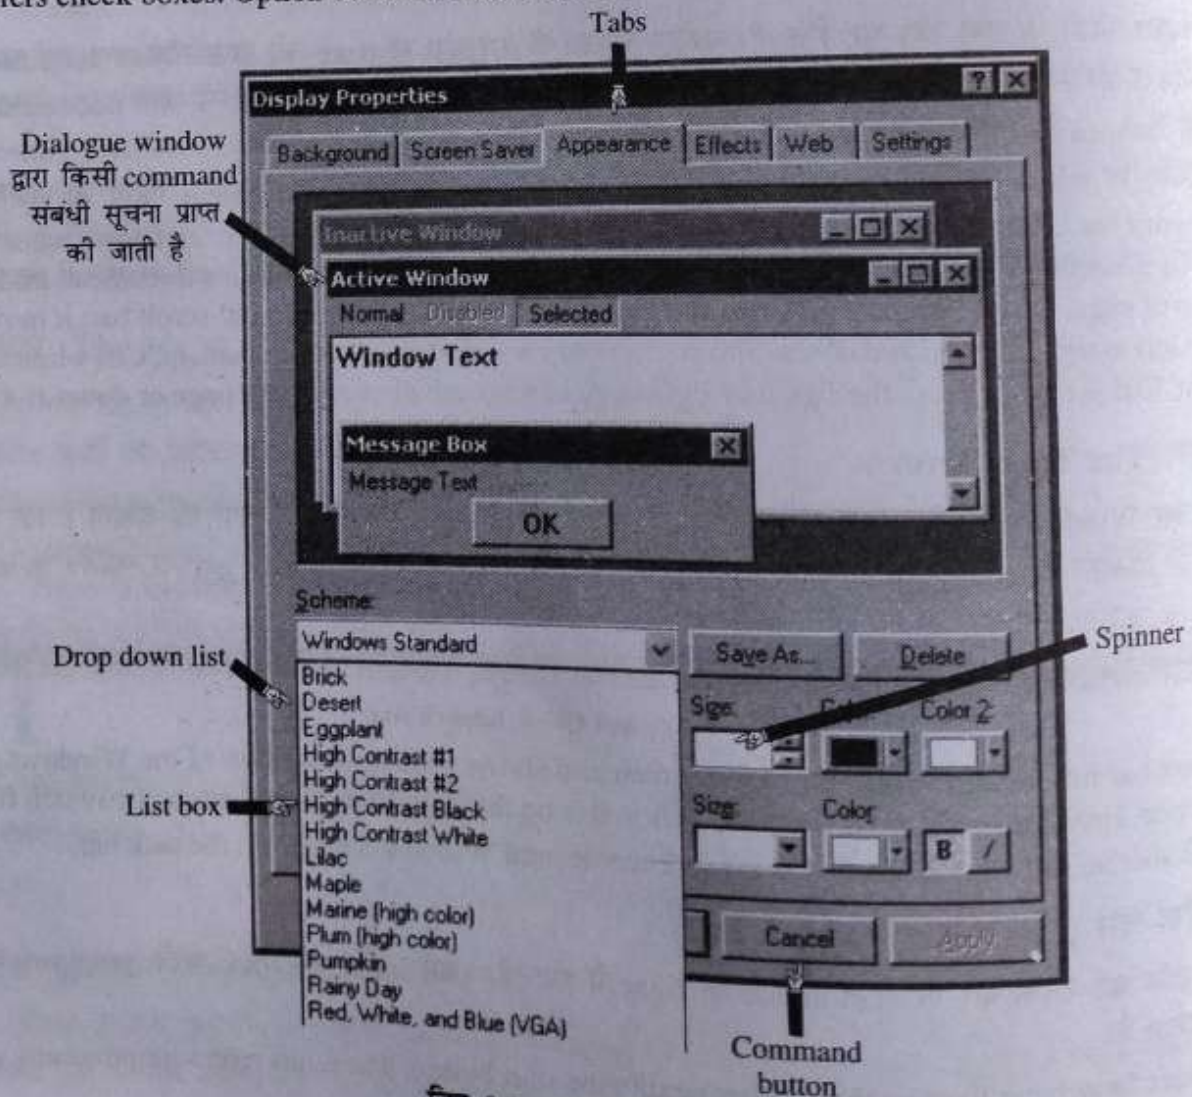 Tabs
Display Properties
Background Screen Saver Appearance Effects Web Settings
Dialogue window
द्वारा किसी command
संबंधी सूचना प्राप्त
की जाती है
Inactive Window
Active Window
Normal Disabled Selected
Window Text
Message Box
Message Text
OK
Scheme:
Windows Standard
Save As... Delete
Spinner
Drop down list
Brick
Desert
Eggplant
High Contrast #1
High Contrast #2
High Contrast Black
High Contrast White
Lilac
Maple
Marine (high color)
Plum (high color)
Pumpkin
Rainy Day
Red, White, and Blue (VGA)
List box
Size: Color 2:
Size: Color
B /
Cancel Apply
Command
button